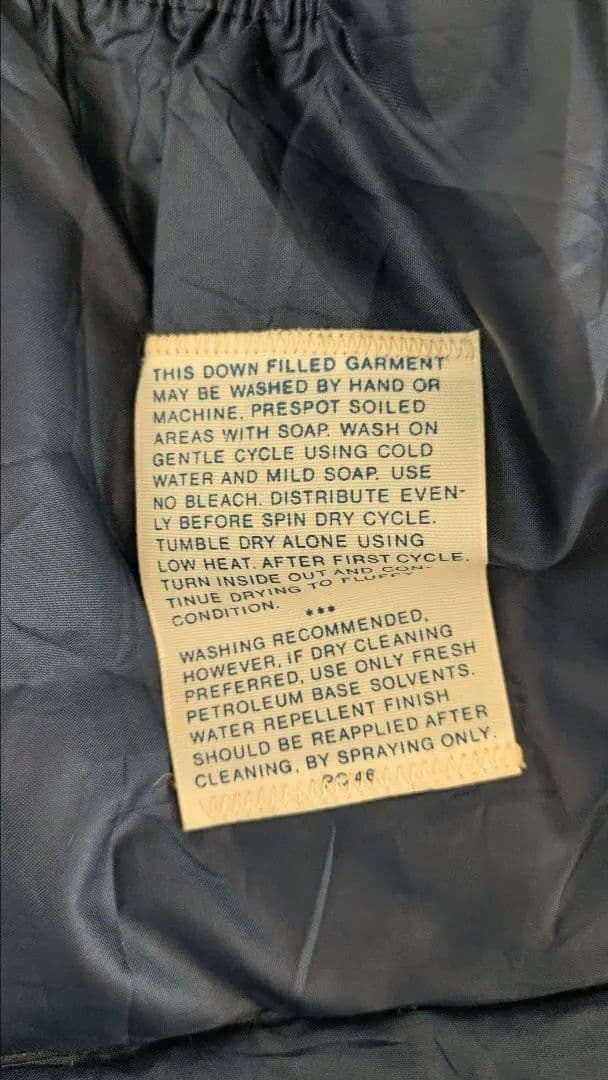 THIS DOWN FILLED GARMENT
MAY BE WASHED BY HAND OR
MACHINE. PRESPOT SOILED
AREAS WITH SOAP. WASH ON
GENTLE CYCLE USING COLD
WATER AND MILD SOAP. USE
NO BLEACH. DISTRIBUTE EVEN-
LY BEFORE SPIN DRY CYCLE.
TUMBLE DRY ALONE USING
LOW HEAT. AFTER FIRST CYCLE.
TURN INSIDE OUT AND CON-
TINUE DRYING TO FLUFFY
CONDITION.
***
WASHING RECOMMENDED,
HOWEVER, IF DRY CLEANING
PREFERRED, USE ONLY FRESH
PETROLEUM BASE SOLVENTS.
WATER REPELLENT FINISH
SHOULD BE REAPPLIED AFTER
CLEANING, BY SPRAYING ONLY.
46